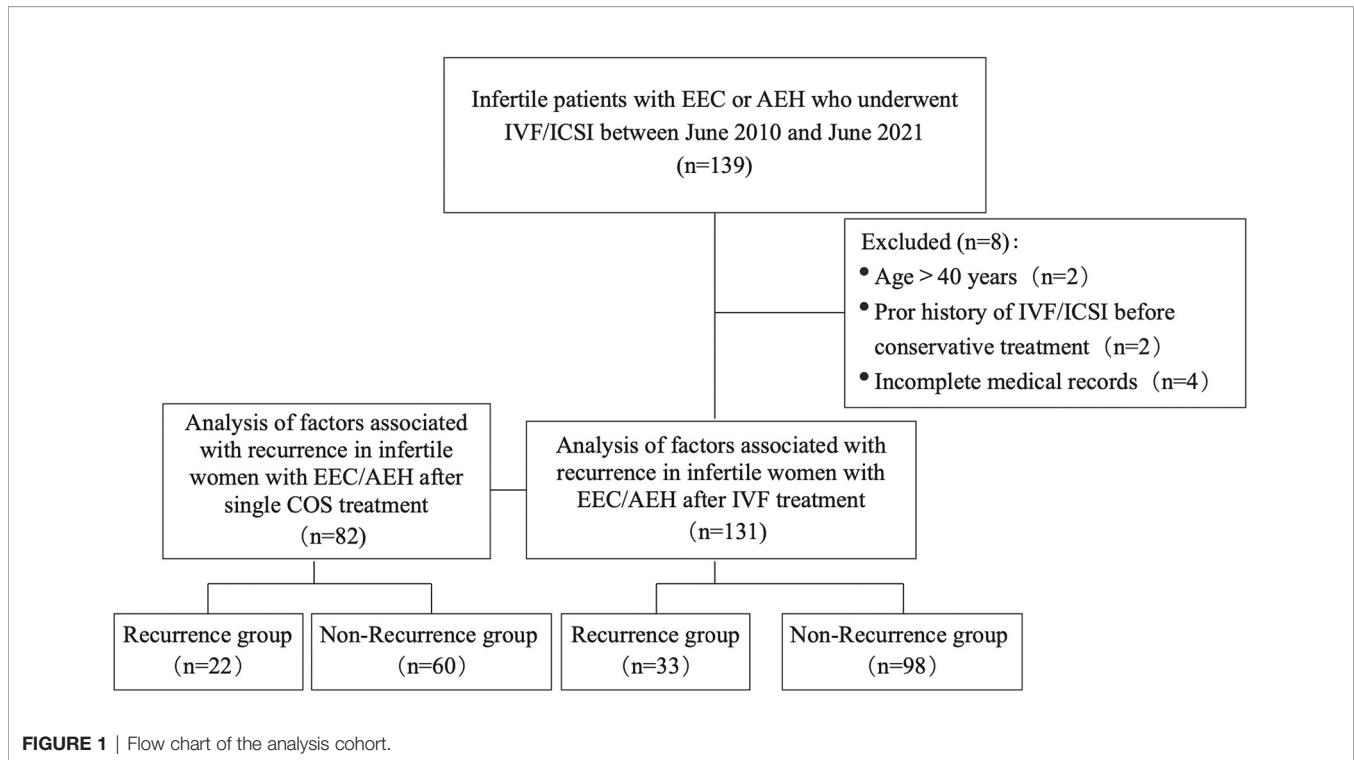 Infertile patients with EEC or AEH who underwent
IVF/ICSI between June 2010 and June 2021
(n=139)
Excluded (n=8)：
• Age > 40 years（n=2）
• Pror history of IVF/ICSI before
conservative treatment（n=2）
• Incomplete medical records（n=4）
Analysis of factors associated
with recurrence in infertile
women with EEC/AEH after
single COS treatment
（n=82)
Analysis of factors associated with
recurrence in infertile women with
EEC/AEH after IVF treatment
（n=131)
Recurrence group
（n=22）
Non-Recurrence group
（n=60）
Recurrence group
（n=33）
Non-Recurrence group
（n=98）
FIGURE 1 | Flow chart of the analysis cohort.